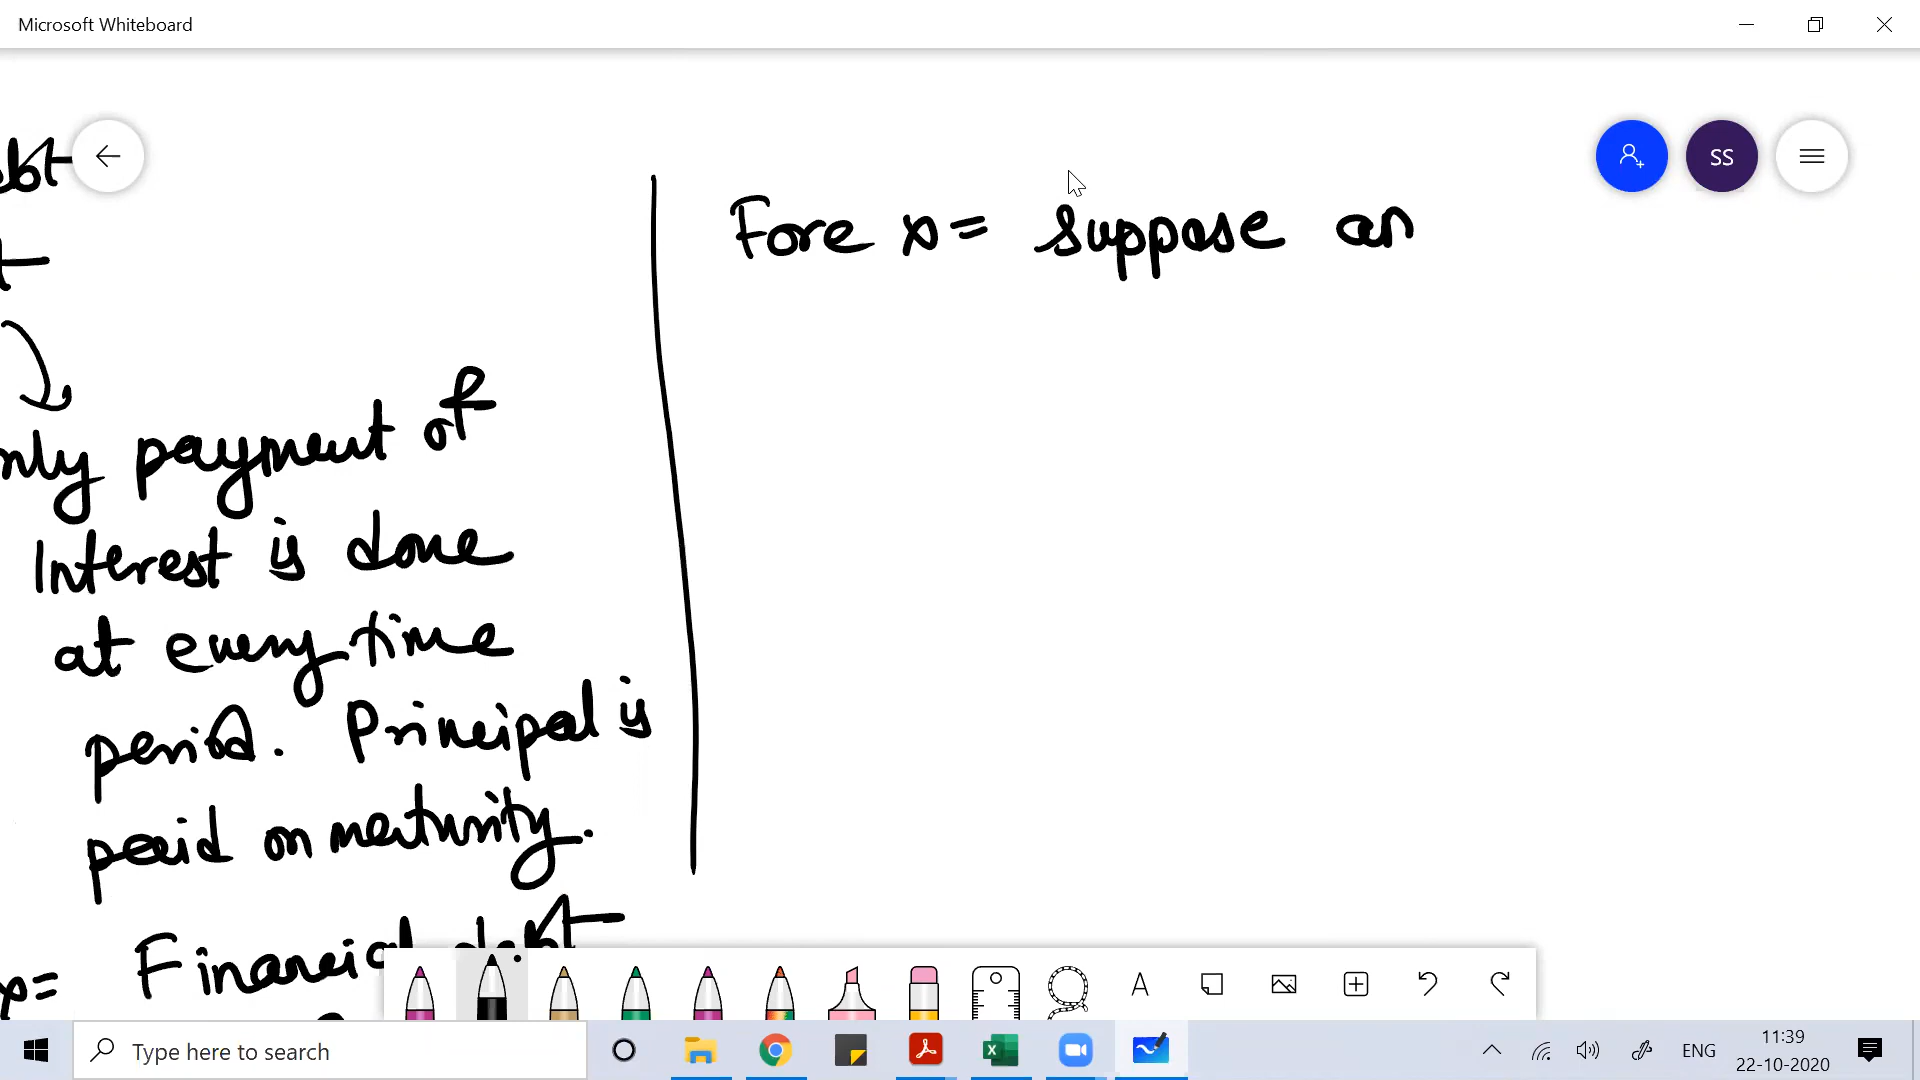 Microsoft Whiteboard
SS
Fore x= suppose an
payment of
Interest is done
at every time
period. Principal is
paid on maturity.
Financial debt
A
Type here to search
ENG
11:39
22-10-2020